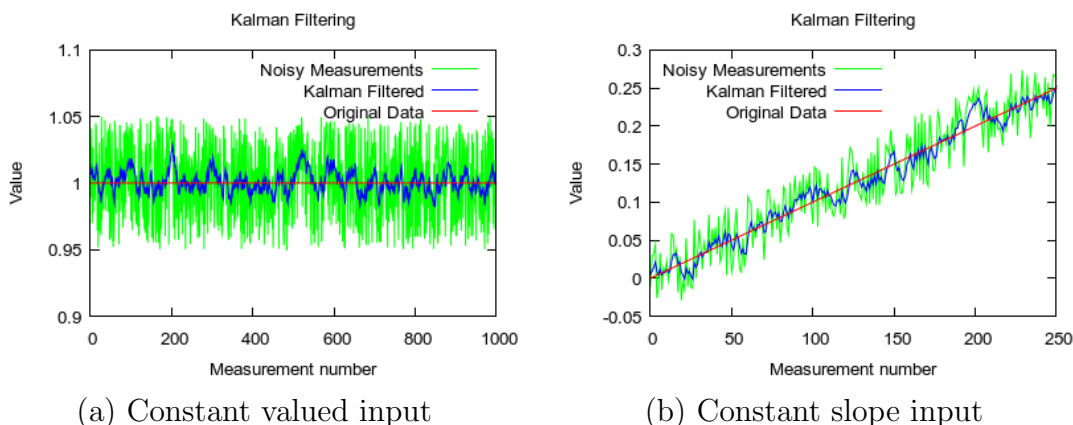 Kalman Filtering
1.1
Noisy Measurements
Kalman Filtered
Original Data
1.05
1
0.95
0.9
Value
0 200 400 600 800 1000
Measurement number
(a) Constant valued input
Kalman Filtering
0.3
Noisy Measurements
Kalman Filtered
Original Data
0.25
0.2
0.15
0.1
0.05
0
-0.05
Value
0 50 100 150 200 250
Measurement number
(b) Constant slope input